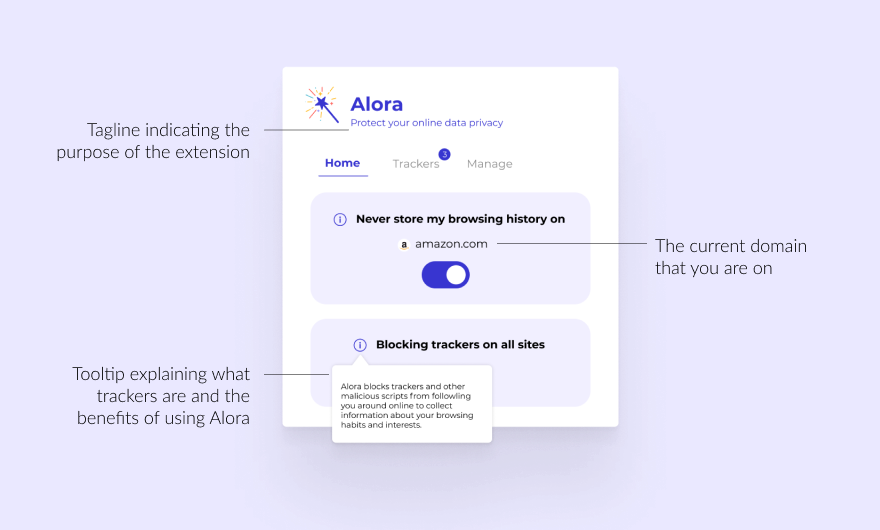 Alora
Protect your online data privacy
Tagline indicating the
purpose of the extension
Home
Trackers
3
Manage
Never store my browsing history on
a amazon.com
The current domain
that you are on
Blocking trackers on all sites
Tooltip explaining what
trackers are and the
benefits of using Alora
Alora blocks trackers and other
malicious scripts from followling
you around online to collect
information about your browsing
habits and interests.